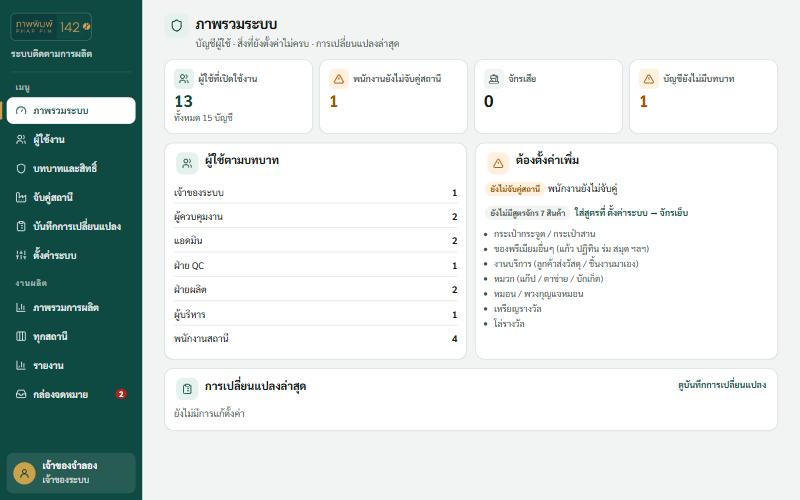 ภาพพิมพ์ 142
PHAP PIM
ระบบติดตามการผลิต
เมนู
ภาพรวมระบบ
ผู้ใช้งาน
บทบาทและสิทธิ์
จับคู่สถานี
บันทึกการเปลี่ยนแปลง
ตั้งค่าระบบ
งานผลิต
ภาพรวมการผลิต
ทุกสถานี
รายงาน
กล่องจดหมาย 2
เจ้าของจำลอง
เจ้าของระบบ
ภาพรวมระบบ
บัญชีผู้ใช้ · สิ่งที่ยังตั้งค่าไม่ครบ · การเปลี่ยนแปลงล่าสุด
ผู้ใช้ที่เปิดใช้งาน
13
ทั้งหมด 15 บัญชี
พนักงานยังไม่จับคู่สถานี
1
จักรเสีย
0
บัญชียังไม่มีบทบาท
1
ผู้ใช้ตามบทบาท
เจ้าของระบบ 1
ผู้ควบคุมงาน 2
แอดมิน 2
ฝ่าย QC 1
ฝ่ายผลิต 2
ผู้บริหาร 1
พนักงานสถานี 4
ต้องตั้งค่าเพิ่ม
ยังไม่จับคู่สถานี พนักงานยังไม่จับคู่
ยังไม่มีสูตรจักร 7 สินค้า ใส่สูตรที่ ตั้งค่าระบบ → จักรเย็บ
• กระเป๋ากระจูด / กระเป๋าสาน
• ของพรีเมียมอื่นๆ (แก้ว ปฏิทิน ร่ม สมุด ฯลฯ)
• งานบริการ (ลูกค้าส่งวัสดุ / ชิ้นงานมาเอง)
• หมวก (แก๊ป / ตาข่าย / บักเก็ต)
• หมอน / พวงกุญแจหมอน
• เหรียญรางวัล
• โล่รางวัล
การเปลี่ยนแปลงล่าสุด
ดูบันทึกการเปลี่ยนแปลง
ยังไม่มีการแก้ตั้งค่า